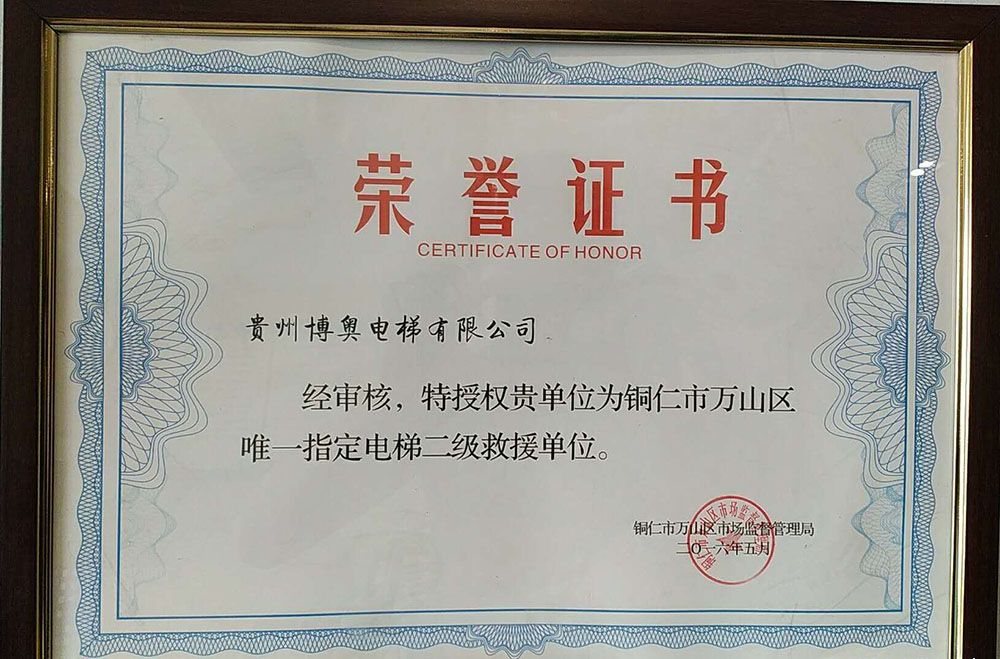 荣誉证书
CERTIFICATE OF HONOR
贵州博奥电梯有限公司
经审核，特授权贵单位为铜仁市万山区
唯一指定电梯二级救援单位。
铜仁市万山区市场监督管理局
二〇一六年五月